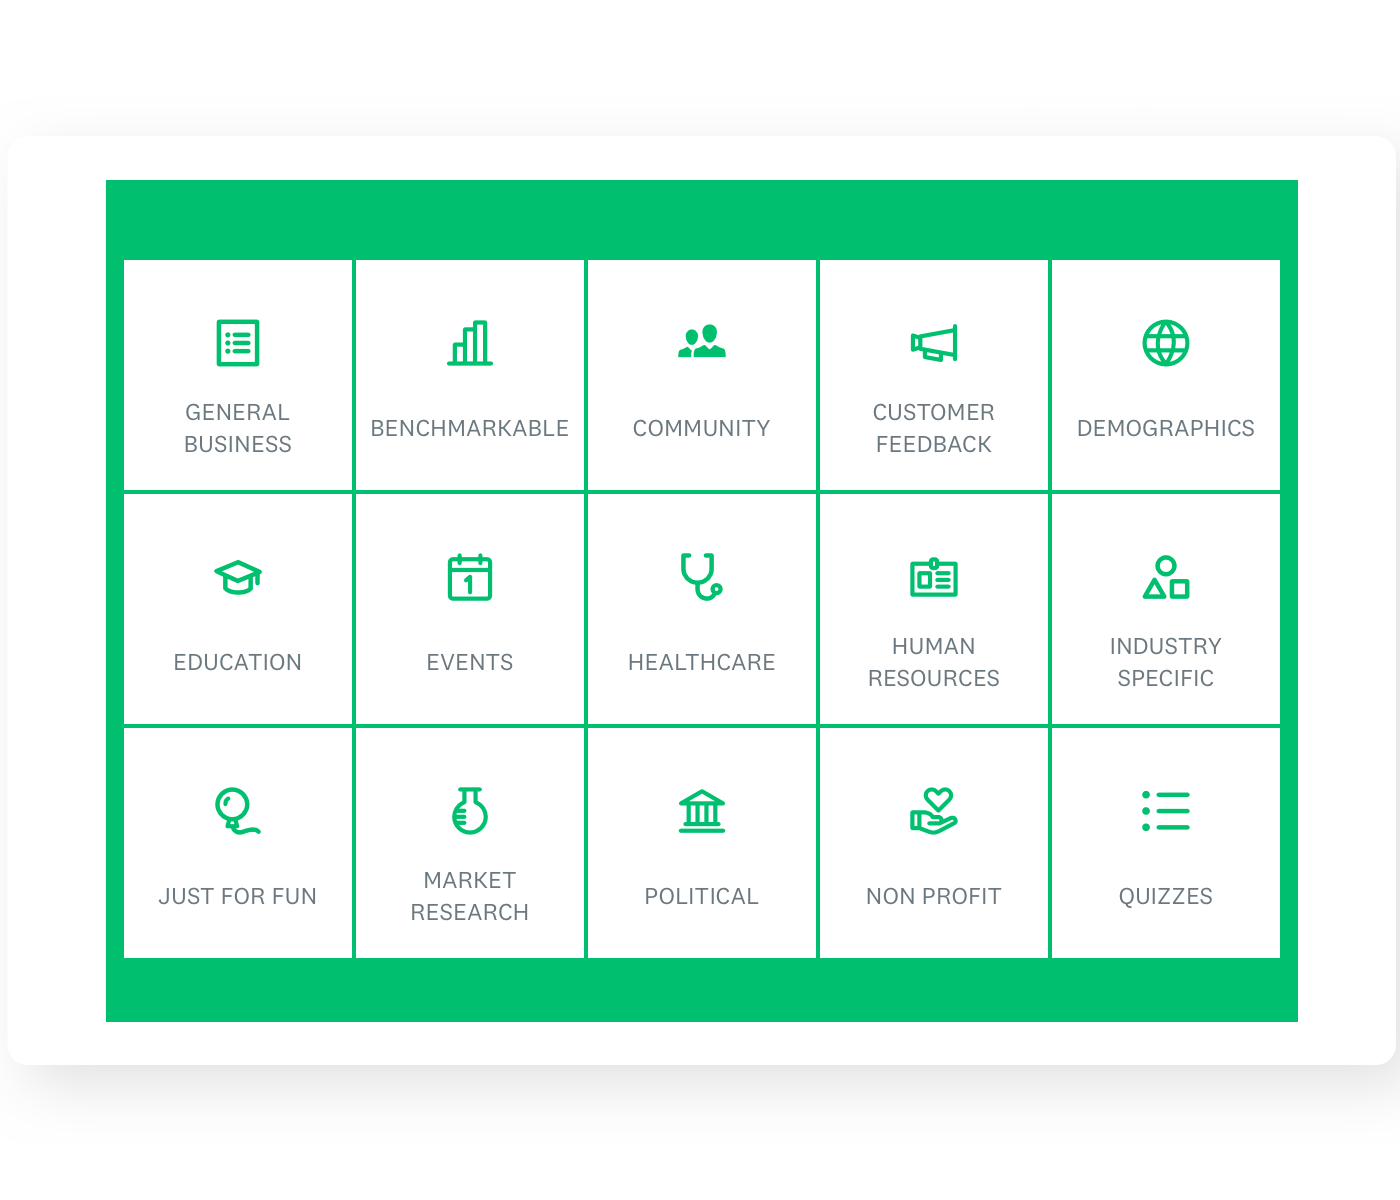 GENERAL
BUSINESS
BENCHMARKABLE
COMMUNITY
CUSTOMER
FEEDBACK
DEMOGRAPHICS
EDUCATION
1
EVENTS
HEALTHCARE
HUMAN
RESOURCES
INDUSTRY
SPECIFIC
JUST FOR FUN
MARKET
RESEARCH
POLITICAL
NON PROFIT
QUIZZES